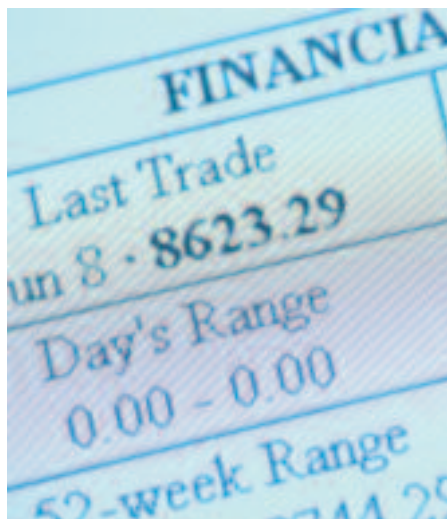 FINANCIA
Last Trade
un 8 · 8623.29
Day's Range
0.00 - 0.00
52-week Range